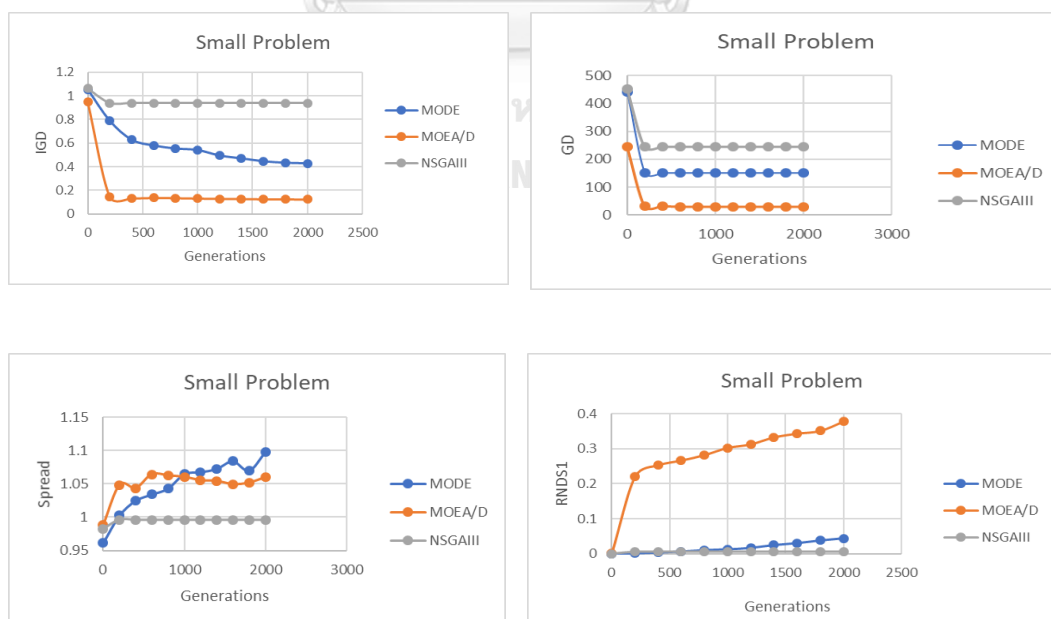 Small Problem
IGD
1.2
1
0.8
0.6
0.4
0.2
0
0 500 1000 1500 2000 2500
Generations
MODE
MOEA/D
NSGAIII
Small Problem
GD
500
400
300
200
100
0
0 1000 2000 3000
Generations
MODE
MOEA/D
NSGAIII
Small Problem
Spread
1.15
1.1
1.05
1
0.95
0 1000 2000 3000
Generations
MODE
MOEA/D
NSGAIII
Small Problem
RNDS1
0.4
0.3
0.2
0.1
0
0 500 1000 1500 2000 2500
Generations
MODE
MOEA/D
NSGAIII